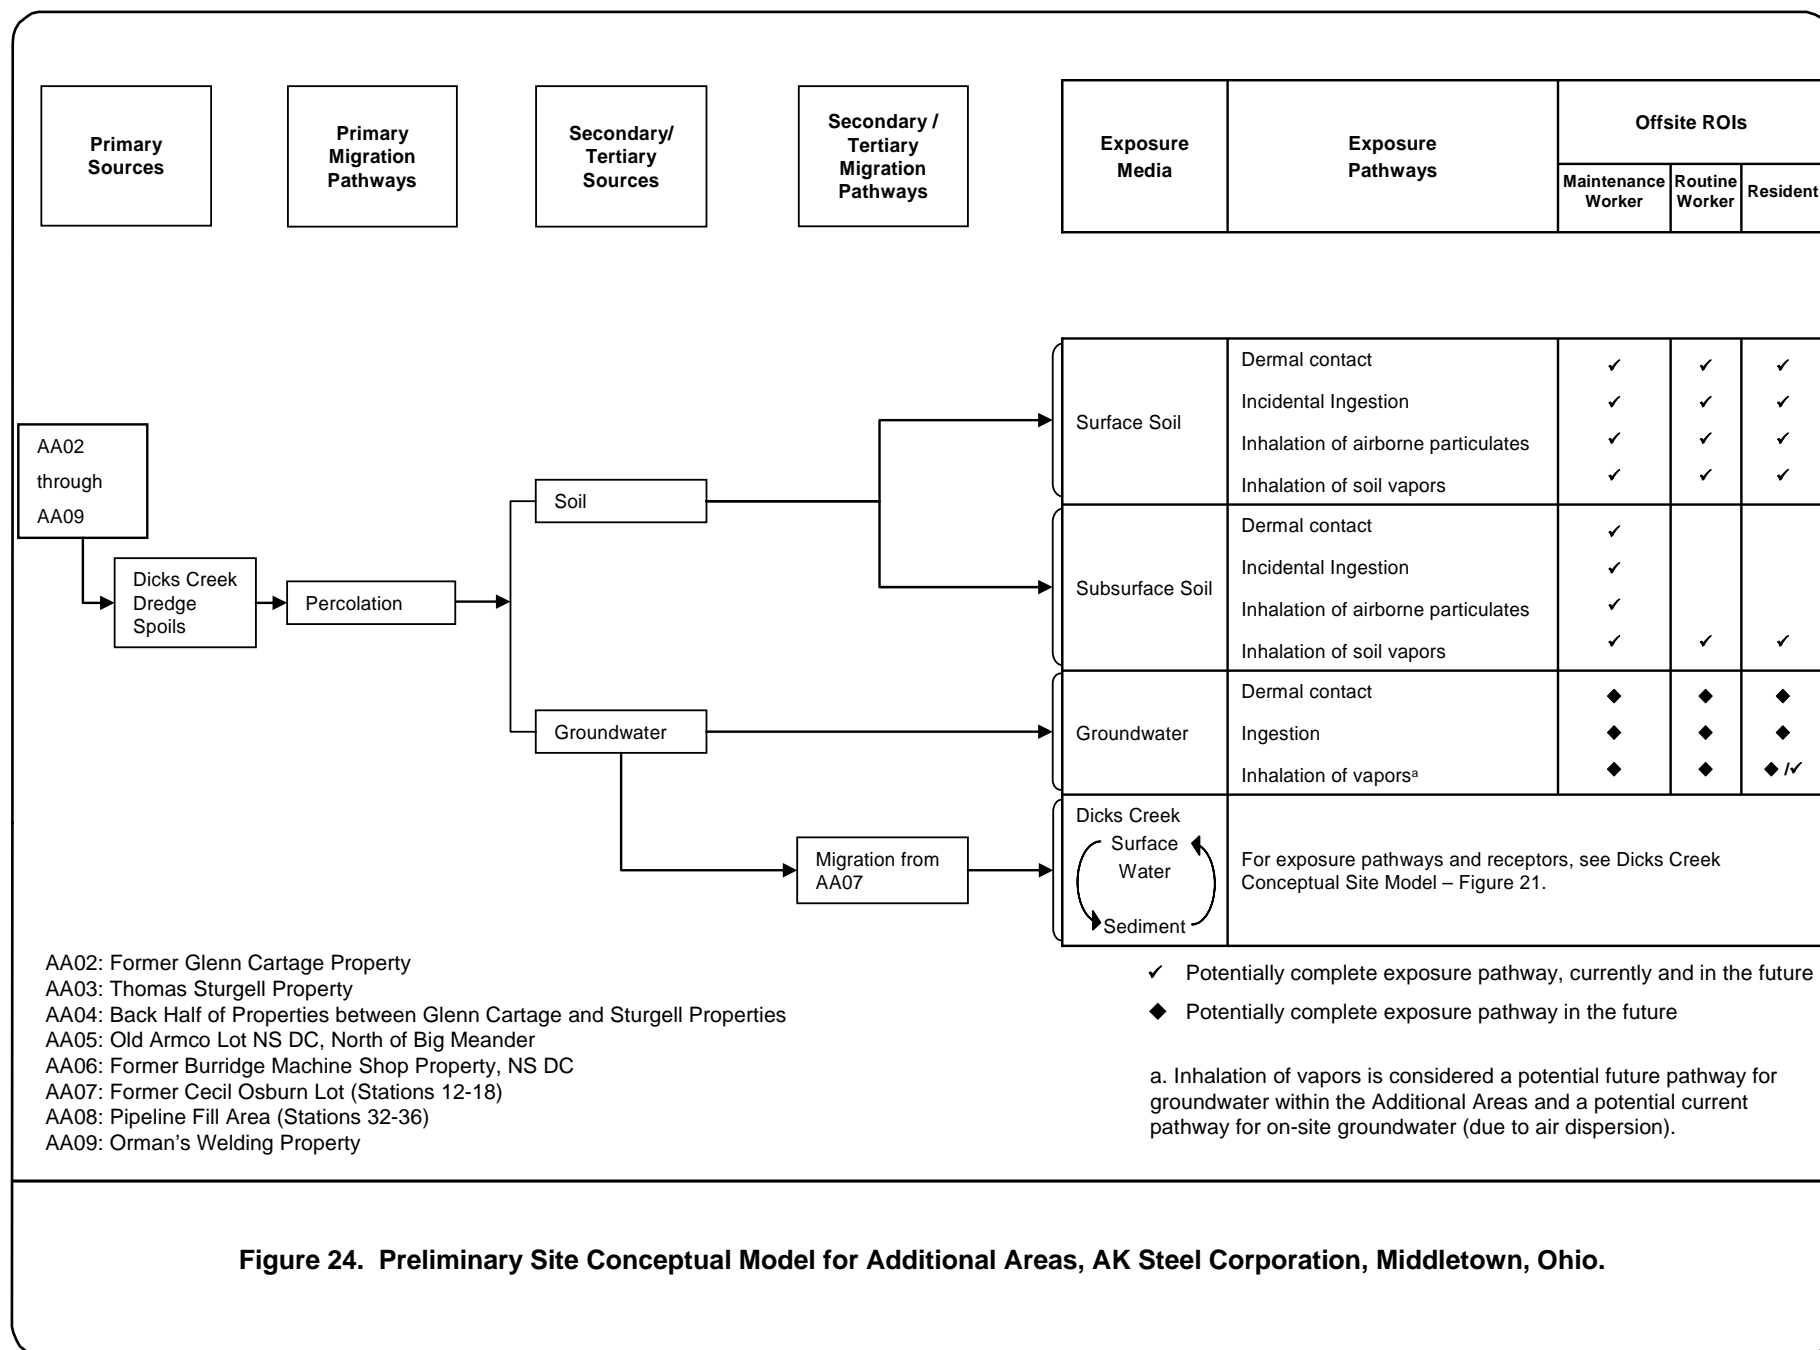 Primary
Sources
Primary
Migration
Pathways
Secondary/
Tertiary
Sources
Secondary /
Tertiary
Migration
Pathways
Exposure
Media
Exposure
Pathways
Offsite ROIs
Maintenance
Worker
Routine
Worker
Resident
AA02
through
AA09
Dicks Creek
Dredge
Spoils
Percolation
Soil
Groundwater
Migration from
AA07
Surface Soil
Dermal contact ✓ ✓ ✓
Incidental Ingestion ✓ ✓ ✓
Inhalation of airborne particulates ✓ ✓ ✓
Inhalation of soil vapors ✓ ✓ ✓
Subsurface Soil
Dermal contact ✓
Incidental Ingestion ✓
Inhalation of airborne particulates ✓
Inhalation of soil vapors ✓ ✓ ✓
Groundwater
Dermal contact ◆ ◆ ◆
Ingestion ◆ ◆ ◆
Inhalation of vaporsᵃ ◆ ◆ ◆ /✓
Dicks Creek
Surface
Water
Sediment
For exposure pathways and receptors, see Dicks Creek
Conceptual Site Model – Figure 21.
AA02: Former Glenn Cartage Property
AA03: Thomas Sturgell Property
AA04: Back Half of Properties between Glenn Cartage and Sturgell Properties
AA05: Old Armco Lot NS DC, North of Big Meander
AA06: Former Burridge Machine Shop Property, NS DC
AA07: Former Cecil Osburn Lot (Stations 12-18)
AA08: Pipeline Fill Area (Stations 32-36)
AA09: Orman's Welding Property
✓ Potentially complete exposure pathway, currently and in the future
◆ Potentially complete exposure pathway in the future
a. Inhalation of vapors is considered a potential future pathway for
groundwater within the Additional Areas and a potential current
pathway for on-site groundwater (due to air dispersion).
Figure 24. Preliminary Site Conceptual Model for Additional Areas, AK Steel Corporation, Middletown, Ohio.